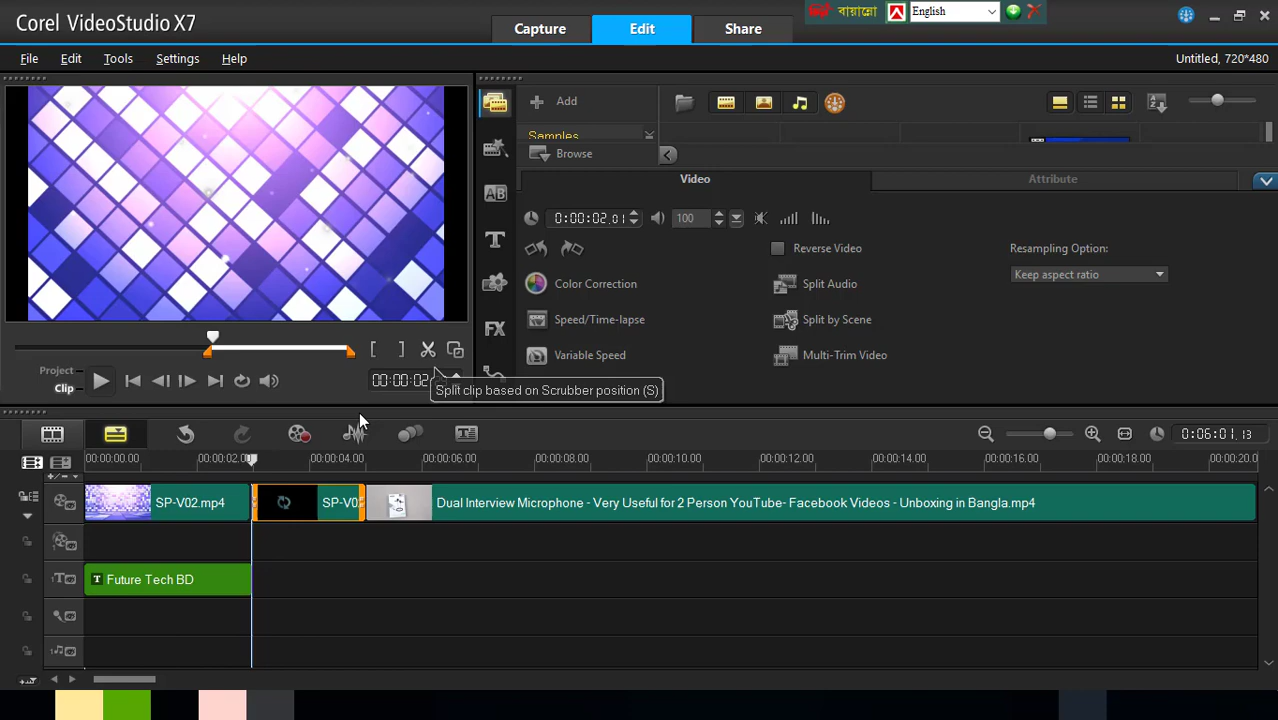 Corel VideoStudio X7
Capture
Edit
Share
বায়ান্নো
English
File
Edit
Tools
Settings
Help
Untitled, 720*480
Add
Samples
Browse
Video
Attribute
0:00:02.01
100
Reverse Video
Resampling Option:
Keep aspect ratio
Color Correction
Split Audio
Speed/Time-lapse
Split by Scene
Variable Speed
Multi-Trim Video
Project
Clip
00:00:02
Split clip based on Scrubber position (S)
0:06:01.13
00:00:00.00
00:00:02.0
00:00:04.00
00:00:06.00
00:00:08.00
00:00:10.00
00:00:12.00
00:00:14.00
00:00:16.00
00:00:18.00
00:00:20.0
SP-V02.mp4
SP-V0
Dual Interview Microphone - Very Useful for 2 Person YouTube- Facebook Videos - Unboxing in Bangla.mp4
Future Tech BD